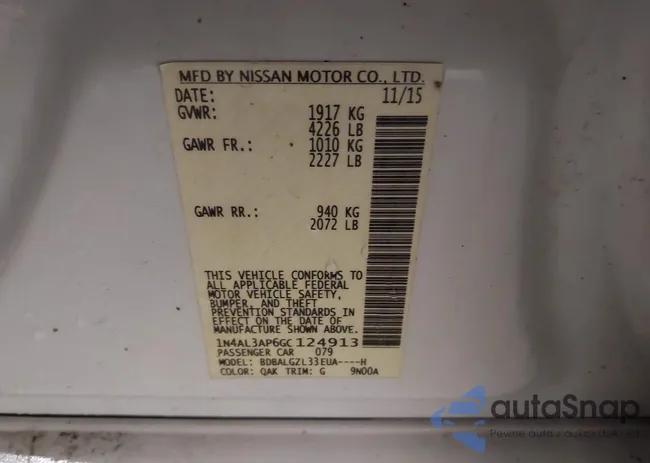 MFD BY NISSAN MOTOR CO., LTD.
DATE: 11/15
GVWR: 1917 KG
4226 LB
GAWR FR.: 1010 KG
2227 LB
GAWR RR.: 940 KG
2072 LB
THIS VEHICLE CONFORMS TO
ALL APPLICABLE FEDERAL
MOTOR VEHICLE SAFETY,
BUMPER, AND THEFT
PREVENTION STANDARDS IN
EFFECT ON THE DATE OF
MANUFACTURE SHOWN ABOVE.
1N4AL3AP6GC124913
PASSENGER CAR 079
MODEL: BDBALGZL33EUA----H
COLOR: QAK TRIM: G 9N00A
autaSnap
Pewne auto z aukcji